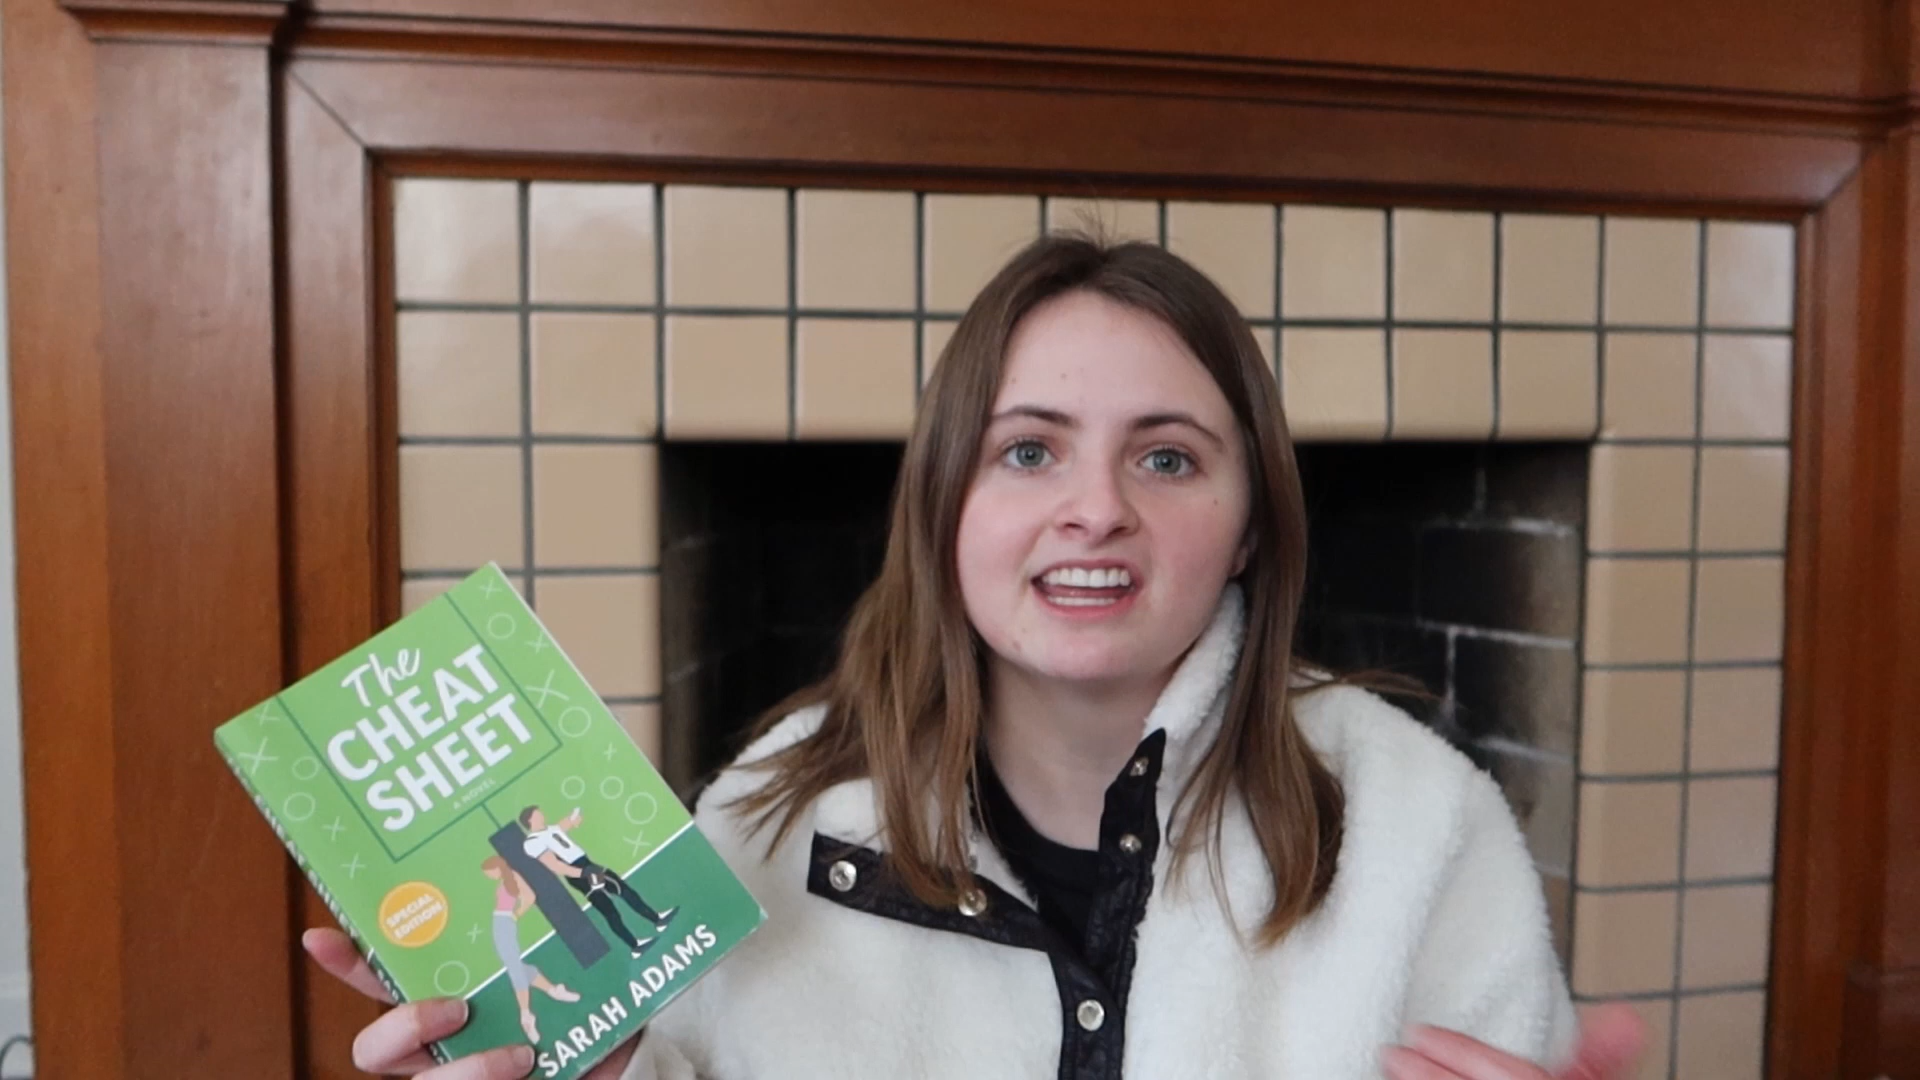 The
CHEAT
SHEET
A NOVEL
SPECIAL
EDITION
SARAH ADAMS